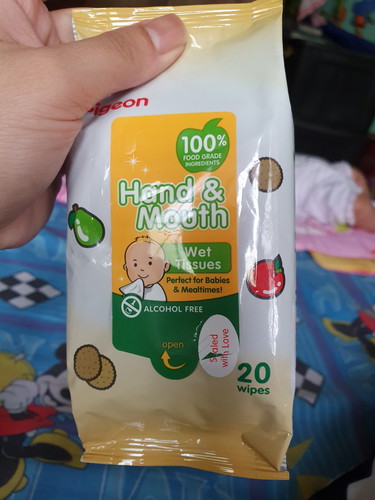 Pigeon
100%
FOOD GRADE
INGREDIENTS
Hand &
Mouth
Wet
Tissues
Perfect for Babies
& Mealtimes!
ALCOHOL FREE
open
Sealed
with Love
20
wipes